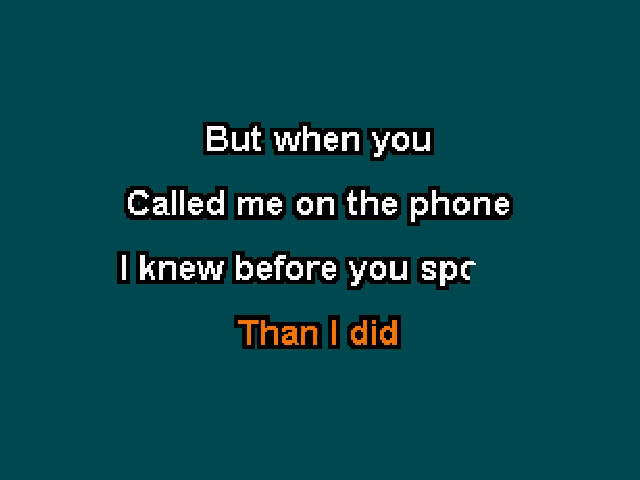 But when you
Called me on the phone
I knew before you
Than I did